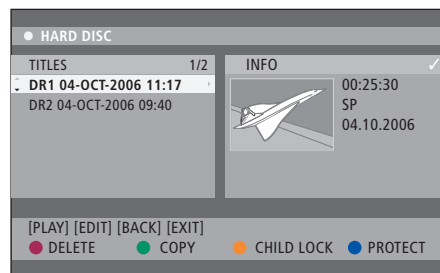 HARD DISC
TITLES 1/2
DR1 04-OCT-2006 11:17
DR2 04-OCT-2006 09:40
INFO
00:25:30
SP
04.10.2006
[PLAY] [EDIT] [BACK] [EXIT]
DELETE COPY CHILD LOCK PROTECT